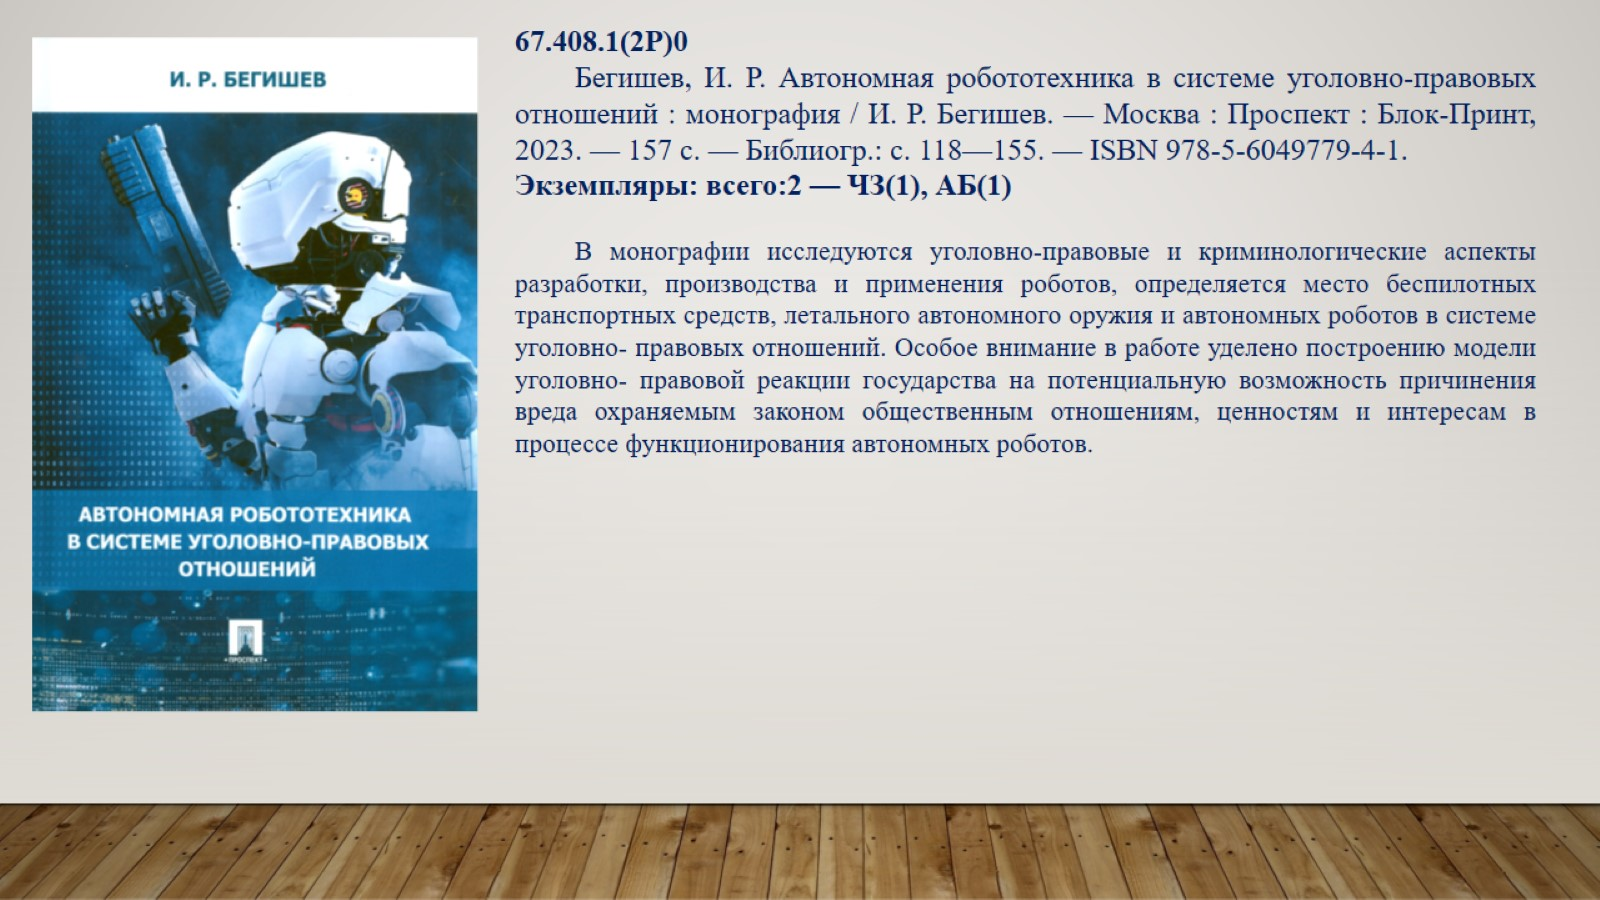 И. Р. БЕГИШЕВ
АВТОНОМНАЯ РОБОТОТЕХНИКА
В СИСТЕМЕ УГОЛОВНО-ПРАВОВЫХ
ОТНОШЕНИЙ
•ПРОСПЕКТ•
67.408.1(2Р)0
Бегишев, И. Р. Автономная робототехника в системе уголовно-правовых
отношений : монография / И. Р. Бегишев. — Москва : Проспект : Блок-Принт,
2023. — 157 с. — Библиогр.: с. 118—155. — ISBN 978-5-6049779-4-1.
Экземпляры: всего:2 — ЧЗ(1), АБ(1)
В монографии исследуются уголовно-правовые и криминологические аспекты
разработки, производства и применения роботов, определяется место беспилотных
транспортных средств, летального автономного оружия и автономных роботов в системе
уголовно- правовых отношений. Особое внимание в работе уделено построению модели
уголовно- правовой реакции государства на потенциальную возможность причинения
вреда охраняемым законом общественным отношениям, ценностям и интересам в
процессе функционирования автономных роботов.